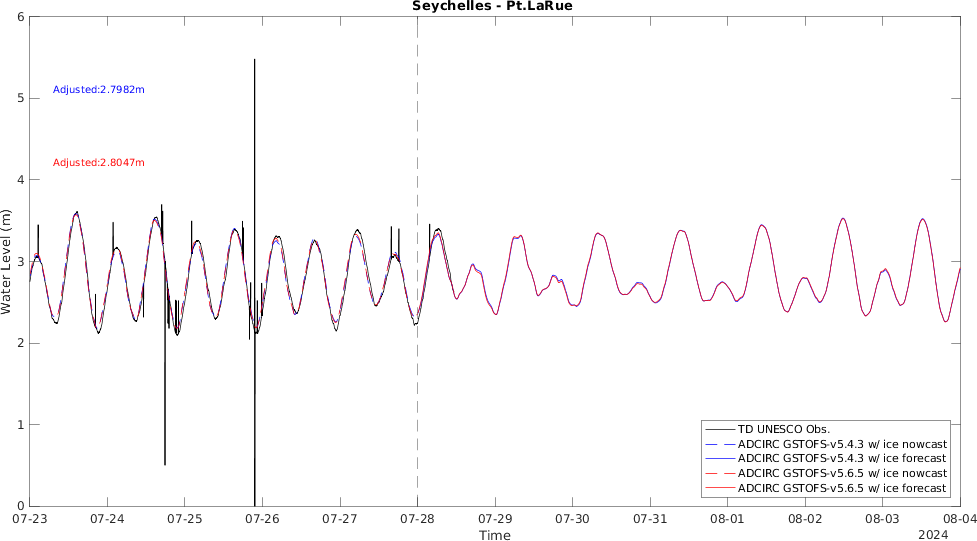 Seychelles - Pt.LaRue
6
5
4
3
2
1
0
Water Level (m)
Adjusted:2.7982m
Adjusted:2.8047m
TD UNESCO Obs.
ADCIRC GSTOFS-v5.4.3 w/ ice nowcast
ADCIRC GSTOFS-v5.4.3 w/ ice forecast
ADCIRC GSTOFS-v5.6.5 w/ ice nowcast
ADCIRC GSTOFS-v5.6.5 w/ ice forecast
07-23 07-24 07-25 07-26 07-27 07-28 07-29 07-30 07-31 08-01 08-02 08-03 08-04
Time 2024